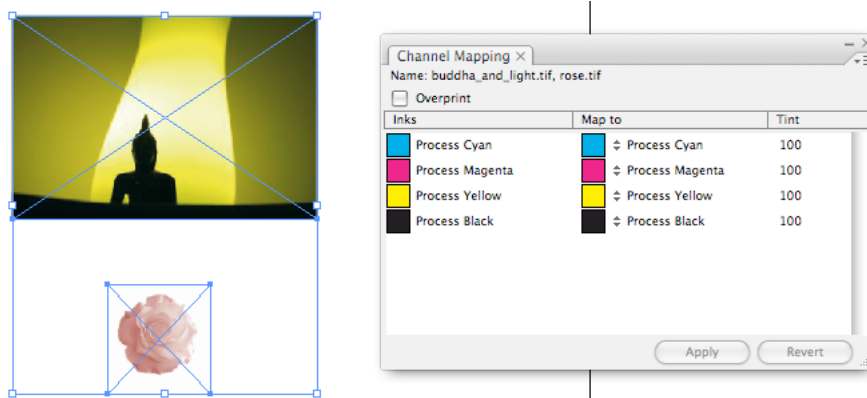 Channel Mapping
Name: buddha_and_light.tif, rose.tif
Overprint
Inks Map to Tint
Process Cyan Process Cyan 100
Process Magenta Process Magenta 100
Process Yellow Process Yellow 100
Process Black Process Black 100
Apply Revert